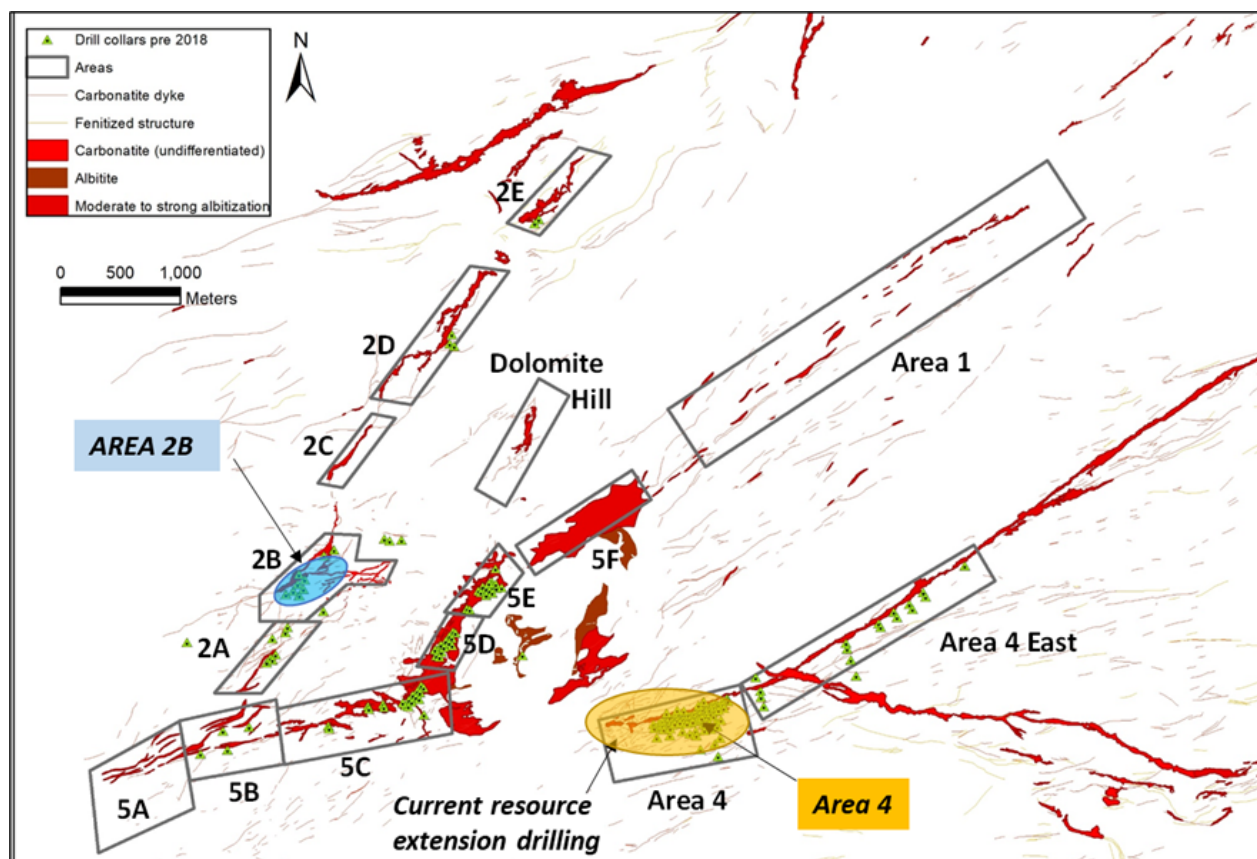 Drill collars pre 2018
Areas
Carbonatite dyke
Fenitized structure
Carbonatite (undifferentiated)
Albitite
Moderate to strong albitization
N
0 500 1,000
Meters
2E
2D
Dolomite
Hill
Area 1
2C
AREA 2B
2B
5F
5E
2A
5D
Area 4 East
5C
5B
5A
Current resource
extension drilling
Area 4
Area 4